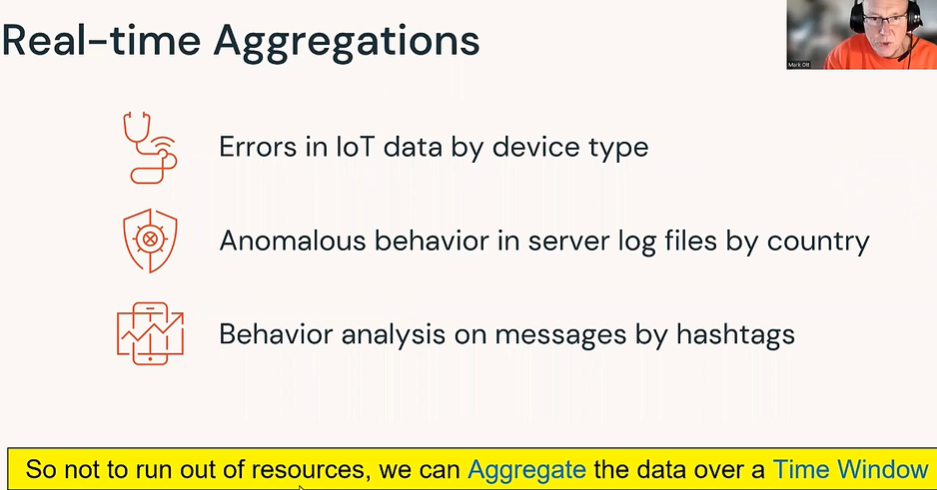 Real-time Aggregations
Mark Ott
Errors in IoT data by device type
Anomalous behavior in server log files by country
Behavior analysis on messages by hashtags
So not to run out of resources, we can Aggregate the data over a Time Window